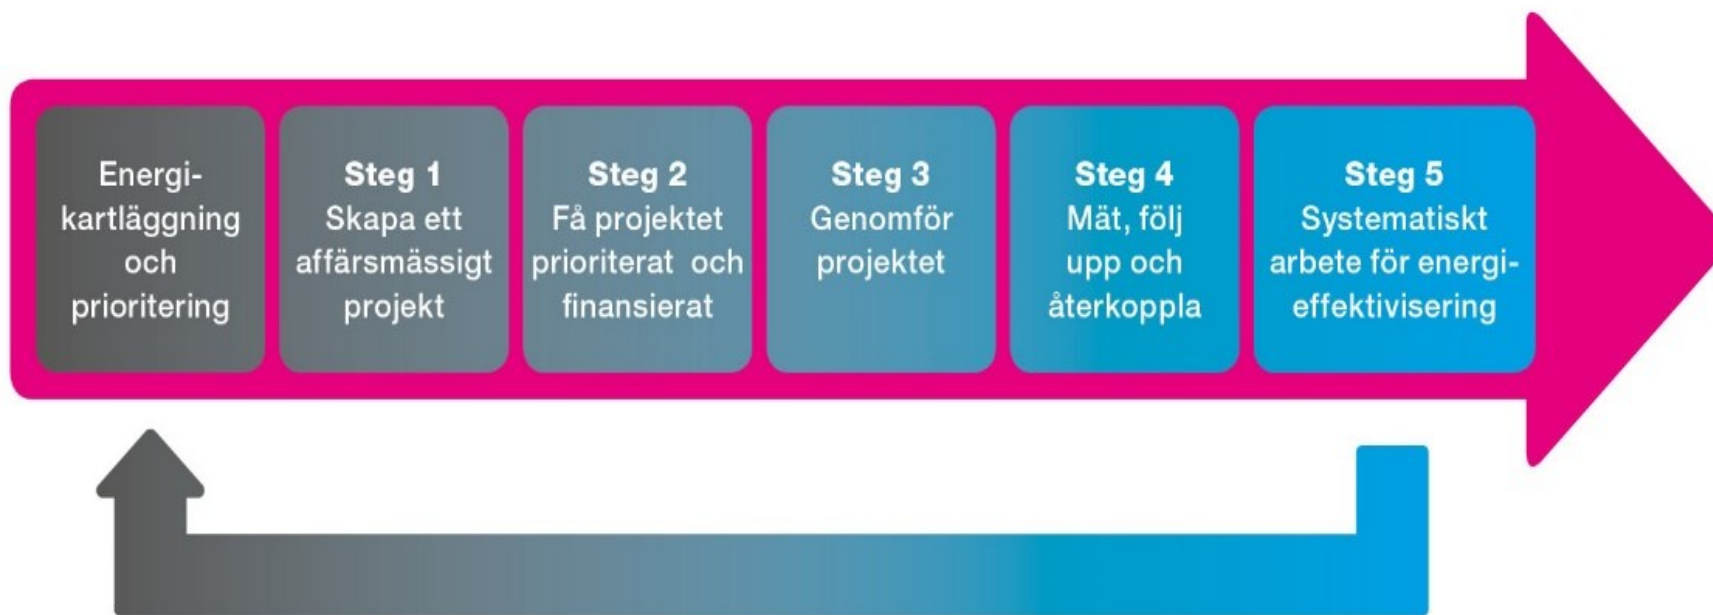 Energi-
kartläggning
och
prioritering
Steg 1
Skapa ett
affärsmässigt
projekt
Steg 2
Få projektet
prioriterat och
finansierat
Steg 3
Genomför
projektet
Steg 4
Mät, följ
upp och
återkoppla
Steg 5
Systematiskt
arbete för energi-
effektivisering